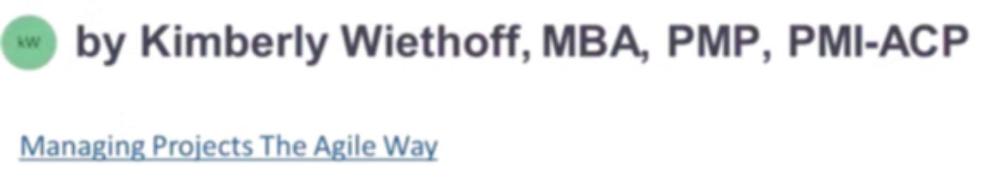 kW by Kimberly Wiethoff, MBA, PMP, PMI-ACP
Managing Projects The Agile Way